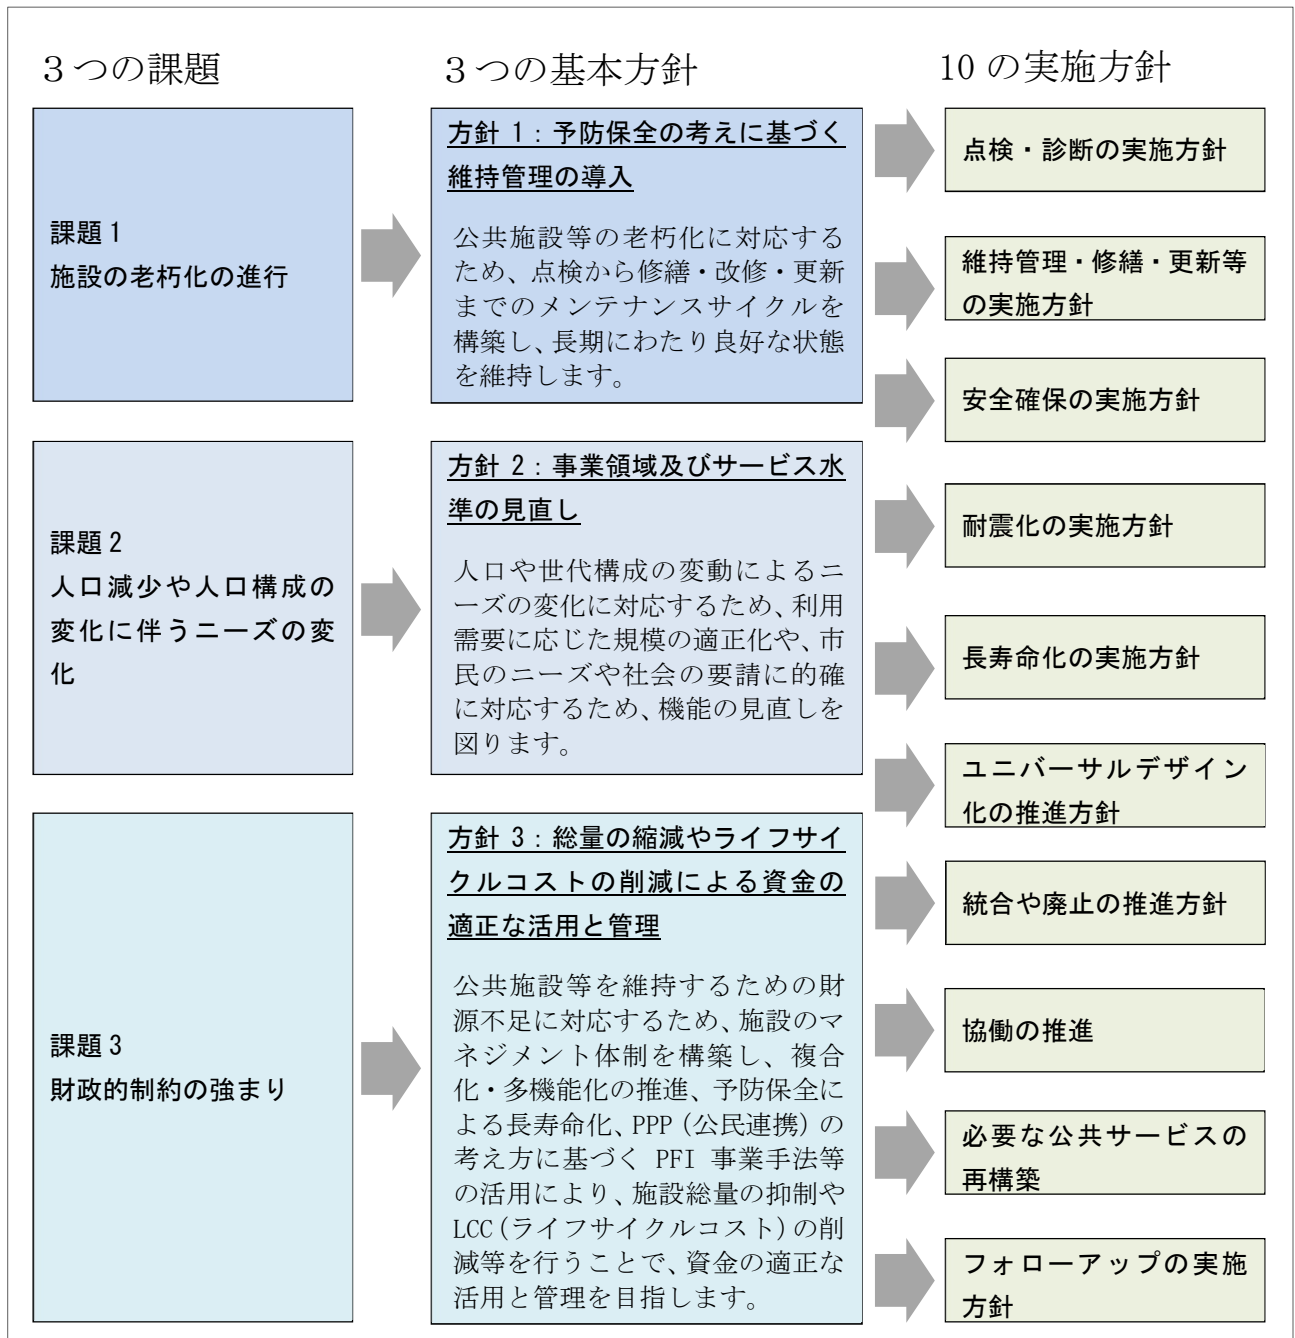 ３つの課題
３つの基本方針
10の実施方針
課題1
施設の老朽化の進行
方針 1：予防保全の考えに基づく
維持管理の導入
公共施設等の老朽化に対応する
ため、点検から修繕・改修・更新
までのメンテナンスサイクルを
構築し、長期にわたり良好な状態
を維持します。
課題2
人口減少や人口構成の
変化に伴うニーズの変
化
方針 2：事業領域及びサービス水
準の見直し
人口や世代構成の変動によるニ
ーズの変化に対応するため、利用
需要に応じた規模の適正化や、市
民のニーズや社会の要請に的確
に対応するため、機能の見直しを
図ります。
課題3
財政的制約の強まり
方針 3：総量の縮減やライフサイ
クルコストの削減による資金の
適正な活用と管理
公共施設等を維持するための財
源不足に対応するため、施設のマ
ネジメント体制を構築し、複合
化・多機能化の推進、予防保全に
よる長寿命化、PPP（公民連携）の
考え方に基づく PFI 事業手法等
の活用により、施設総量の抑制や
LCC（ライフサイクルコスト）の削
減等を行うことで、資金の適正な
活用と管理を目指します。
点検・診断の実施方針
維持管理・修繕・更新等
の実施方針
安全確保の実施方針
耐震化の実施方針
長寿命化の実施方針
ユニバーサルデザイン
化の推進方針
統合や廃止の推進方針
協働の推進
必要な公共サービスの
再構築
フォローアップの実施
方針